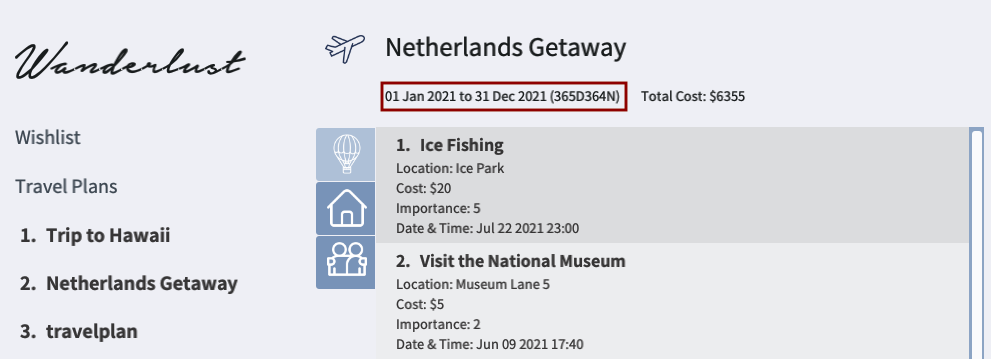 Wanderlust
Wishlist
Travel Plans
1. Trip to Hawaii
2. Netherlands Getaway
3. travelplan
Netherlands Getaway
01 Jan 2021 to 31 Dec 2021 (365D364N) Total Cost: $6355
1. Ice Fishing
Location: Ice Park
Cost: $20
Importance: 5
Date & Time: Jul 22 2021 23:00
2. Visit the National Museum
Location: Museum Lane 5
Cost: $5
Importance: 2
Date & Time: Jun 09 2021 17:40